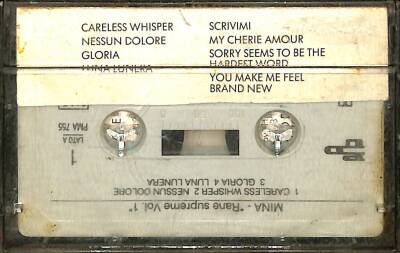 CARELESS WHISPER
NESSUN DOLORE
GLORIA
LUNA LUNERA
SCRIVIMI
MY CHERIE AMOUR
SORRY SEEMS TO BE THE
HARDEST WORD
YOU MAKE ME FEEL
BRAND NEW
LATO A
PMA 755
1
1 CARELESS WHISPER 2 NESSUN DOLORE
3 GLORIA 4 LUNA LUNERA
MINA - "Rane supreme Vol. 1"